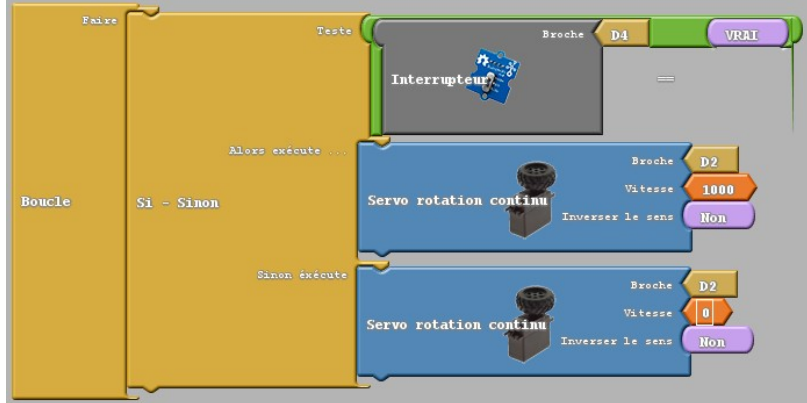 Faire
Teste
Broche D4 VRAI
Interrupteur =
Alors exécute ...
Broche D2
Boucle Si - Sinon Servo rotation continu Vitesse 1000
Inverser le sens Non
Sinon éxécute
Broche D2
Vitesse 0
Servo rotation continu
Inverser le sens Non